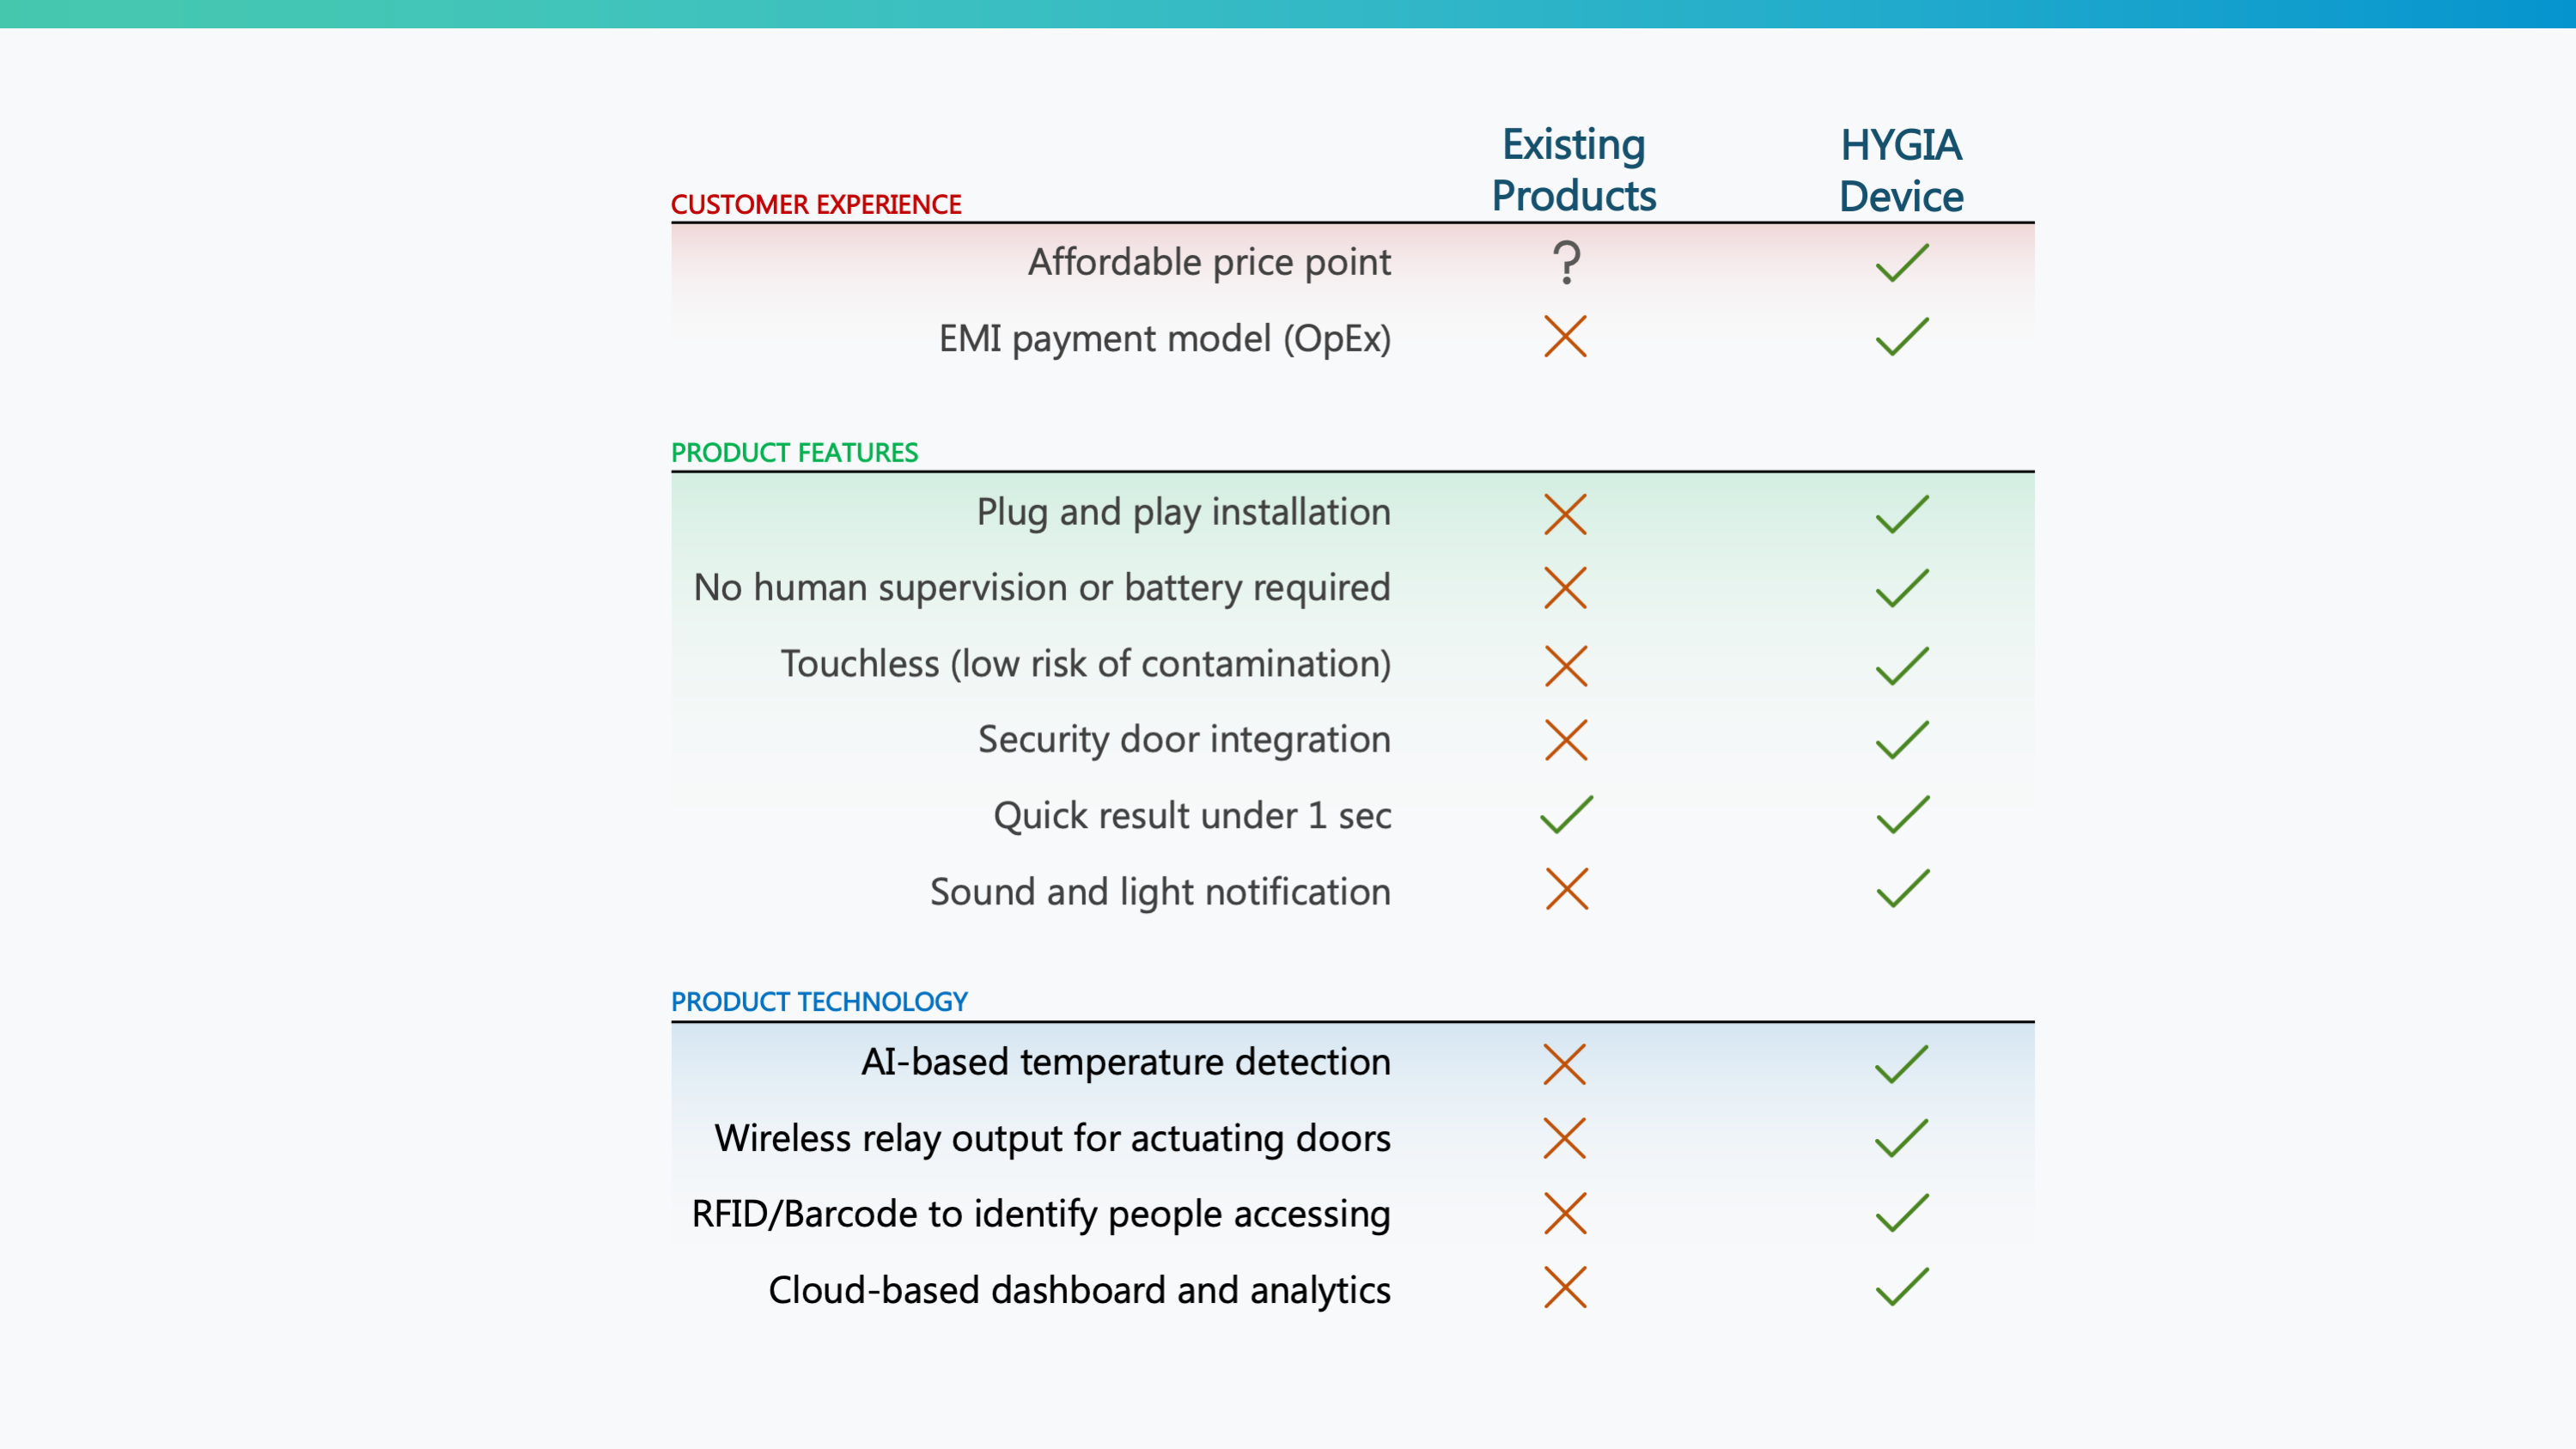 Existing
Products
HYGIA
Device
CUSTOMER EXPERIENCE
Affordable price point ?
EMI payment model (OpEx)
PRODUCT FEATURES
Plug and play installation
No human supervision or battery required
Touchless (low risk of contamination)
Security door integration
Quick result under 1 sec
Sound and light notification
PRODUCT TECHNOLOGY
AI-based temperature detection
Wireless relay output for actuating doors
RFID/Barcode to identify people accessing
Cloud-based dashboard and analytics